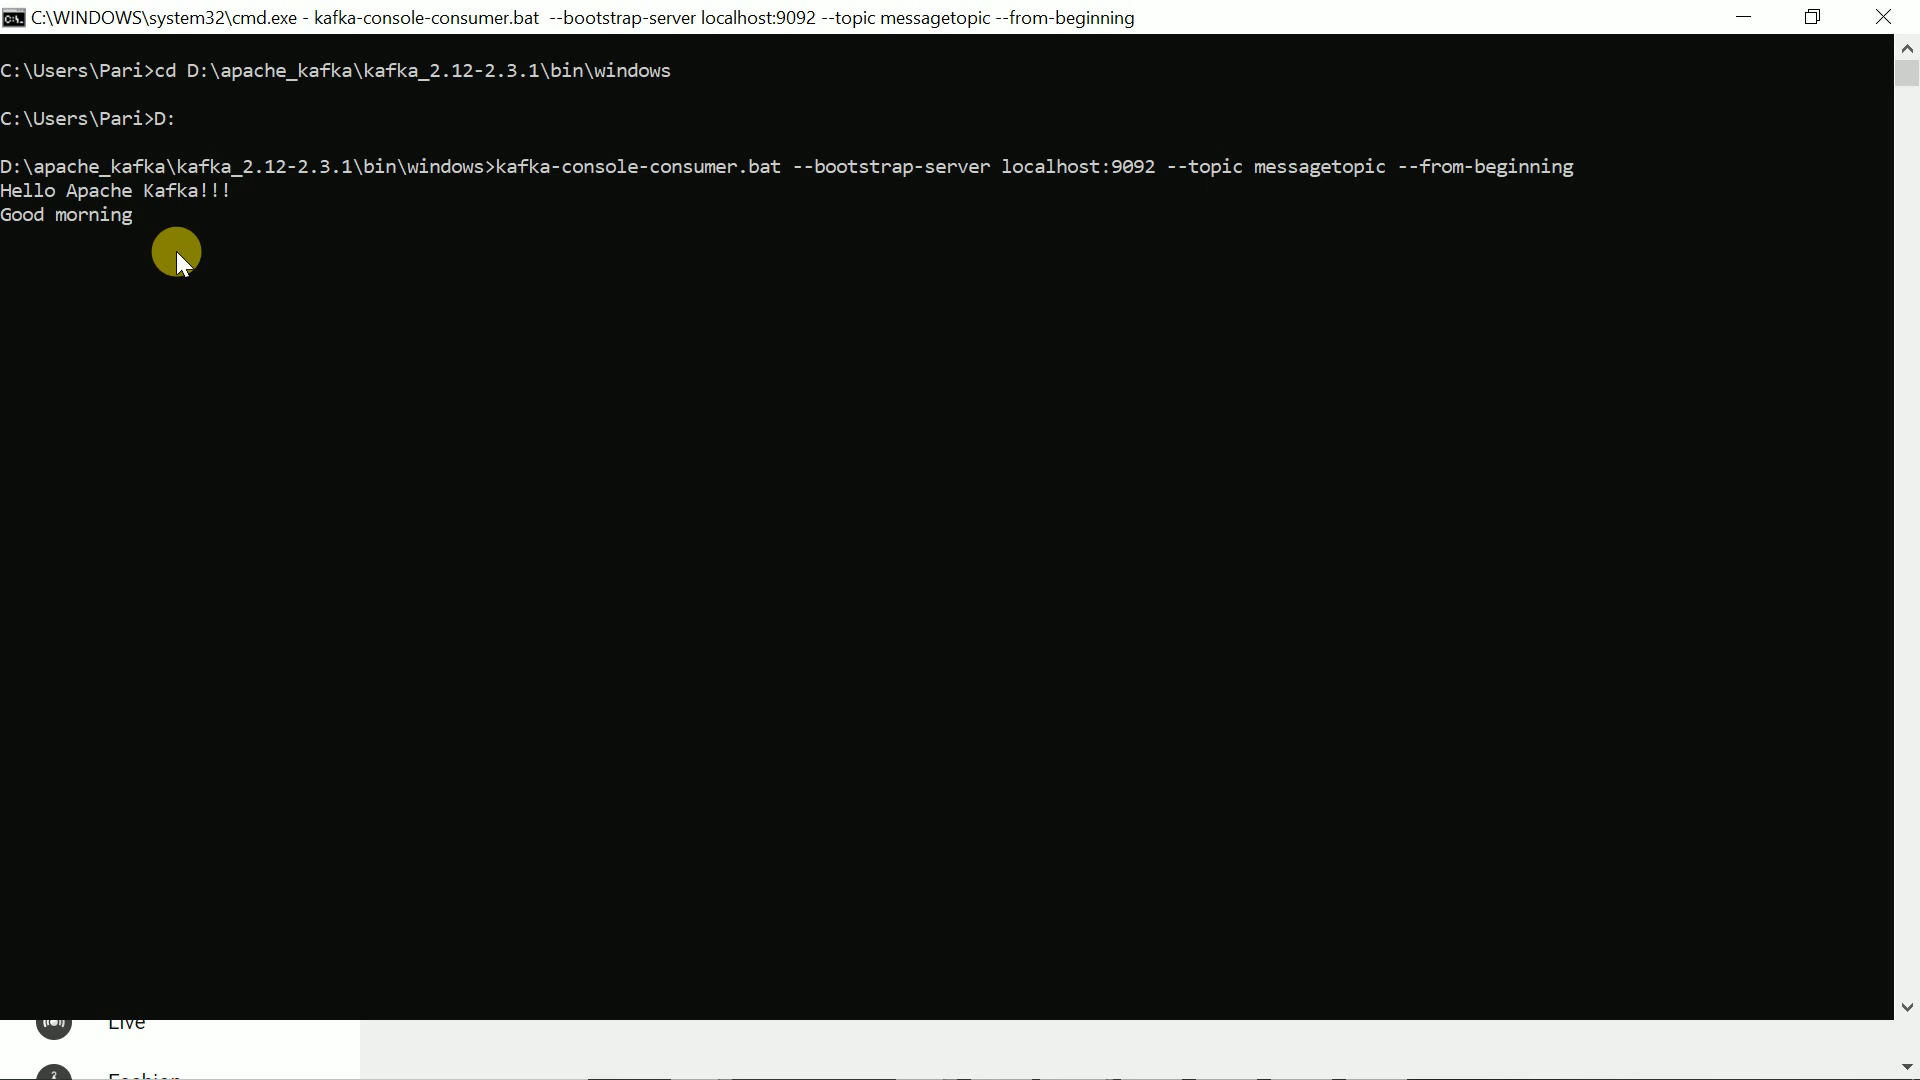 C:\WINDOWS\system32\cmd.exe - kafka-console-consumer.bat  --bootstrap-server localhost:9092 --topic messagetopic --from-beginning
C:\Users\Pari>cd D:\apache_kafka\kafka_2.12-2.3.1\bin\windows
C:\Users\Pari>D:
D:\apache_kafka\kafka_2.12-2.3.1\bin\windows>kafka-console-consumer.bat --bootstrap-server localhost:9092 --topic messagetopic --from-beginning
Hello Apache Kafka!!!
Good morning
Live